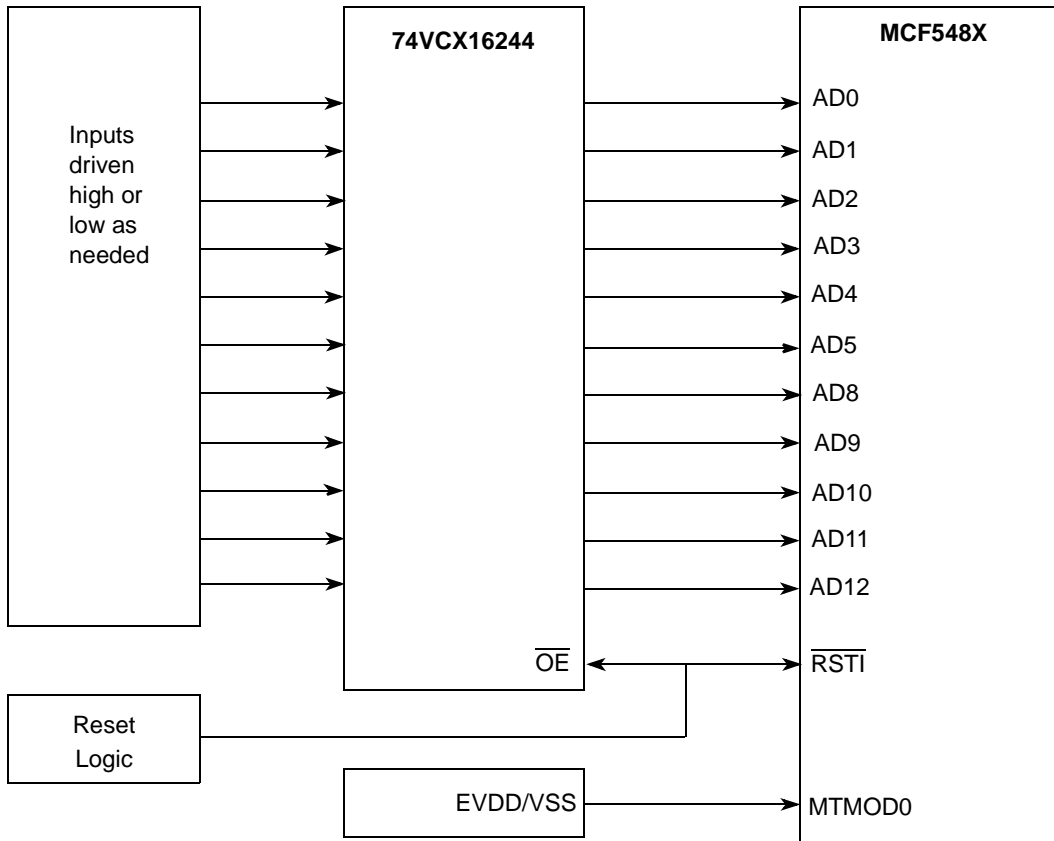 74VCX16244
MCF548X
Inputs
driven
high or
low as
needed
AD0
AD1
AD2
AD3
AD4
AD5
AD8
AD9
AD10
AD11
AD12
OE
RSTI
Reset
Logic
EVDD/VSS
MTMOD0